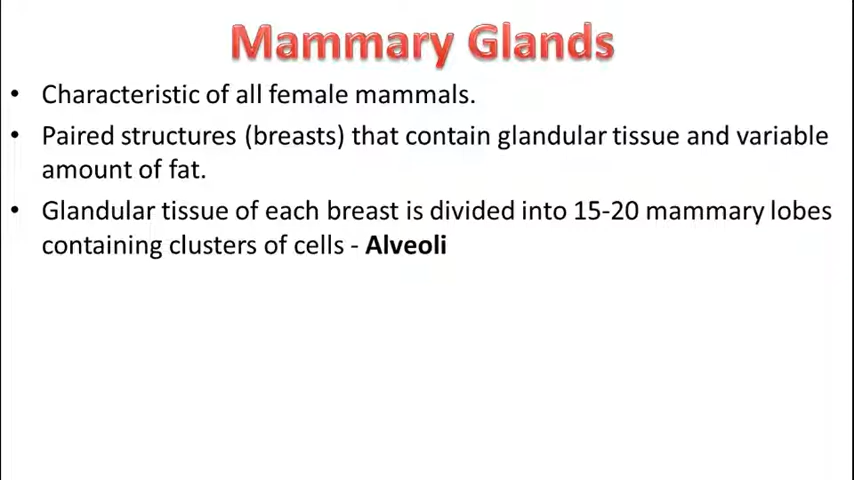 Mammary Glands
• Characteristic of all female mammals.
• Paired structures (breasts) that contain glandular tissue and variable
amount of fat.
• Glandular tissue of each breast is divided into 15-20 mammary lobes
containing clusters of cells - Alveoli